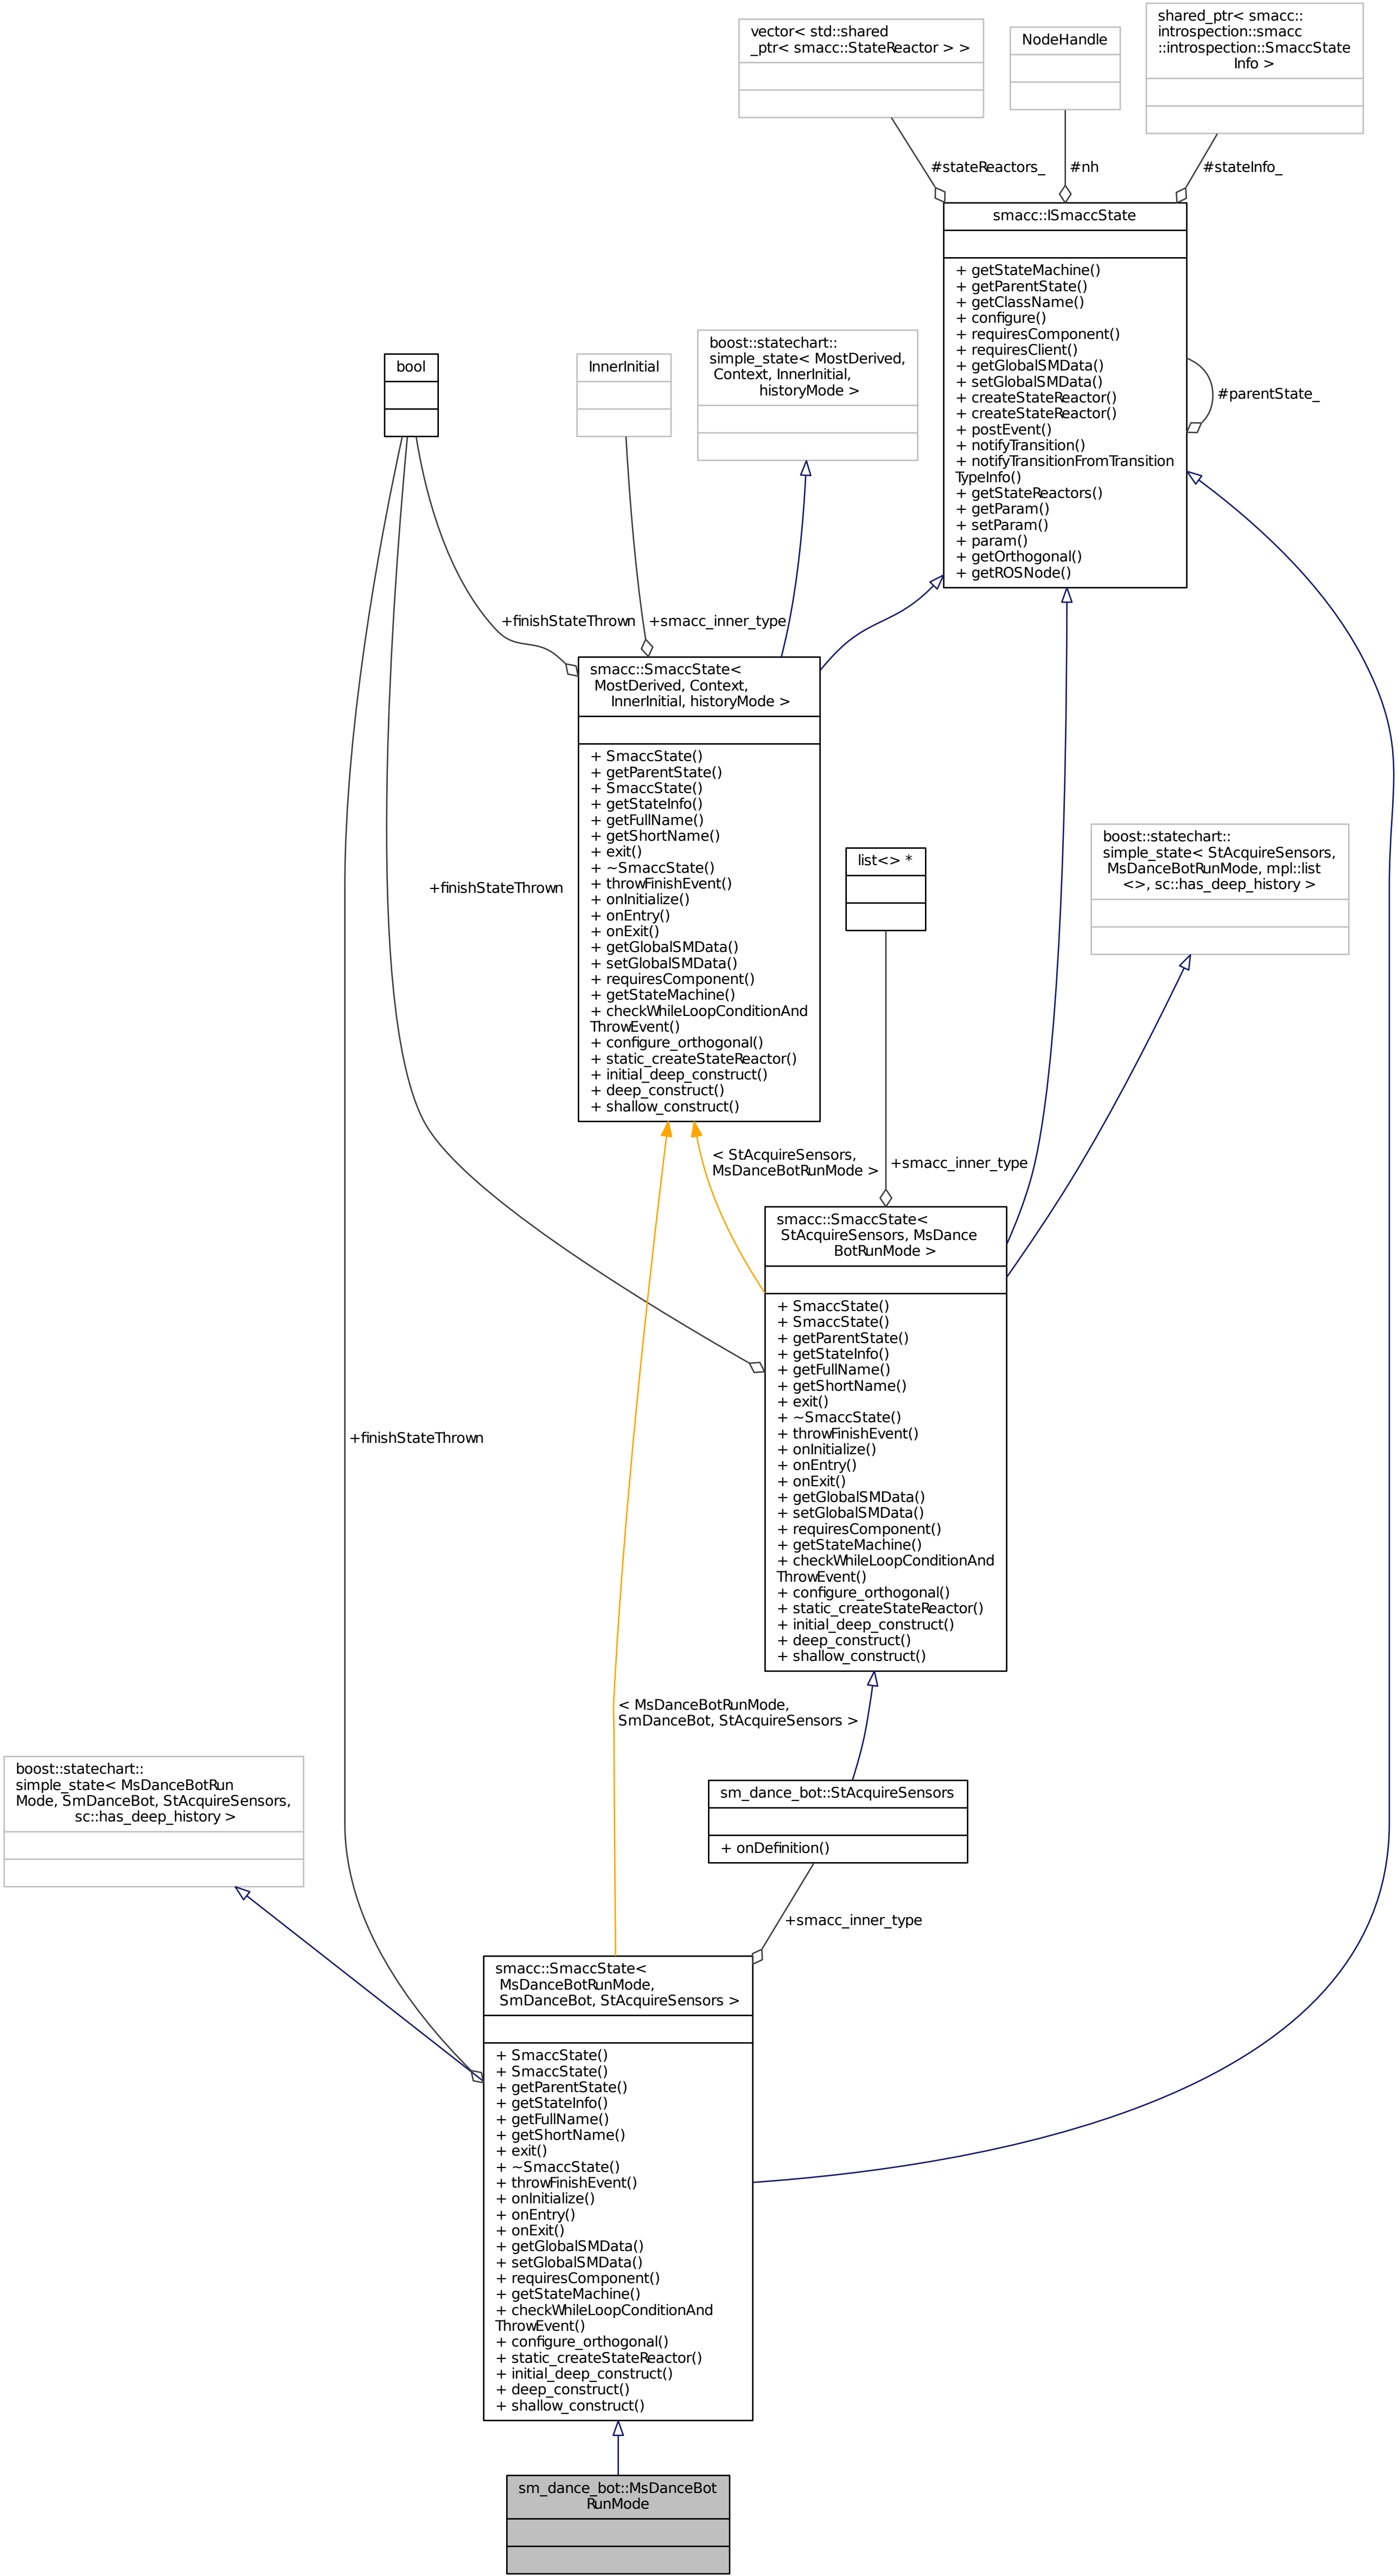 vector< std::shared
_ptr< smacc::StateReactor > >
NodeHandle
shared_ptr< smacc::
introspection::smacc
::introspection::SmaccState
Info >
#stateReactors_
#nh
#stateInfo_
smacc::ISmaccState
+ getStateMachine()
+ getParentState()
+ getClassName()
+ configure()
+ requiresComponent()
+ requiresClient()
+ getGlobalSMData()
+ setGlobalSMData()
+ createStateReactor()
+ createStateReactor()
+ postEvent()
+ notifyTransition()
+ notifyTransitionFromTransition
TypeInfo()
+ getStateReactors()
+ getParam()
+ setParam()
+ param()
+ getOrthogonal()
+ getROSNode()
#parentState_
bool
InnerInitial
boost::statechart::
simple_state< MostDerived,
Context, InnerInitial,
historyMode >
+finishStateThrown
+smacc_inner_type
smacc::SmaccState<
MostDerived, Context,
InnerInitial, historyMode >
+ SmaccState()
+ getParentState()
+ SmaccState()
+ getStateInfo()
+ getFullName()
+ getShortName()
+ exit()
+ ~SmaccState()
+ throwFinishEvent()
+ onInitialize()
+ onEntry()
+ onExit()
+ getGlobalSMData()
+ setGlobalSMData()
+ requiresComponent()
+ getStateMachine()
+ checkWhileLoopConditionAnd
ThrowEvent()
+ configure_orthogonal()
+ static_createStateReactor()
+ initial_deep_construct()
+ deep_construct()
+ shallow_construct()
+finishStateThrown
list<> *
boost::statechart::
simple_state< StAcquireSensors,
MsDanceBotRunMode, mpl::list
<>, sc::has_deep_history >
< StAcquireSensors,
MsDanceBotRunMode >
+smacc_inner_type
smacc::SmaccState<
StAcquireSensors, MsDance
BotRunMode >
+ SmaccState()
+ SmaccState()
+ getParentState()
+ getStateInfo()
+ getFullName()
+ getShortName()
+ exit()
+ ~SmaccState()
+ throwFinishEvent()
+ onInitialize()
+ onEntry()
+ onExit()
+ getGlobalSMData()
+ setGlobalSMData()
+ requiresComponent()
+ getStateMachine()
+ checkWhileLoopConditionAnd
ThrowEvent()
+ configure_orthogonal()
+ static_createStateReactor()
+ initial_deep_construct()
+ deep_construct()
+ shallow_construct()
+finishStateThrown
< MsDanceBotRunMode,
SmDanceBot, StAcquireSensors >
boost::statechart::
simple_state< MsDanceBotRun
Mode, SmDanceBot, StAcquireSensors,
sc::has_deep_history >
sm_dance_bot::StAcquireSensors
+ onDefinition()
+smacc_inner_type
smacc::SmaccState<
MsDanceBotRunMode,
SmDanceBot, StAcquireSensors >
+ SmaccState()
+ SmaccState()
+ getParentState()
+ getStateInfo()
+ getFullName()
+ getShortName()
+ exit()
+ ~SmaccState()
+ throwFinishEvent()
+ onInitialize()
+ onEntry()
+ onExit()
+ getGlobalSMData()
+ setGlobalSMData()
+ requiresComponent()
+ getStateMachine()
+ checkWhileLoopConditionAnd
ThrowEvent()
+ configure_orthogonal()
+ static_createStateReactor()
+ initial_deep_construct()
+ deep_construct()
+ shallow_construct()
sm_dance_bot::MsDanceBot
RunMode